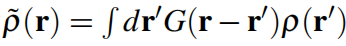 ρ̃(r) = ∫ dr′G(r − r′)ρ(r′)